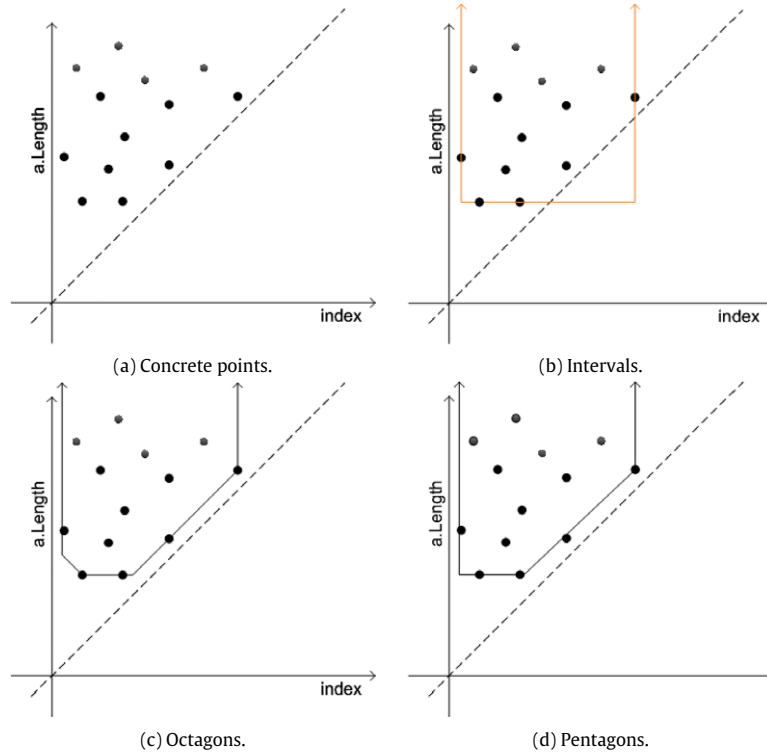 a.Length
index
(a) Concrete points.
a.Length
index
(b) Intervals.
a.Length
index
(c) Octagons.
a.Length
(d) Pentagons.